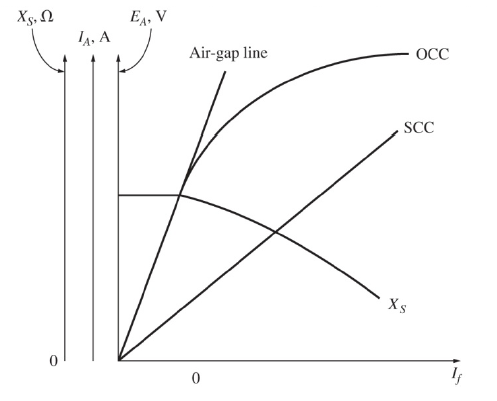 X_S, Ω
I_A, A
E_A, V
Air-gap line
OCC
SCC
X_S
0
0
I_f